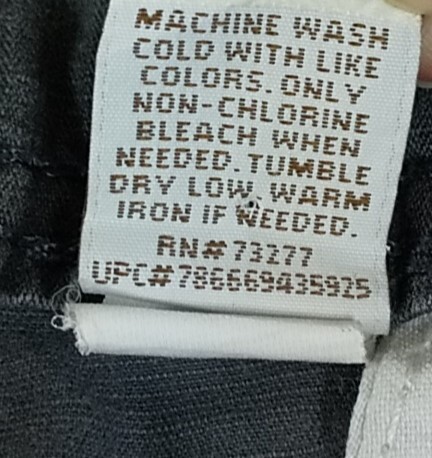 MACHINE WASH
COLD WITH LIKE
COLORS. ONLY
NON-CHLORINE
BLEACH WHEN
NEEDED. TUMBLE
DRY LOW. WARM
IRON IF NEEDED.
RN# 73277
UPC#786669435925